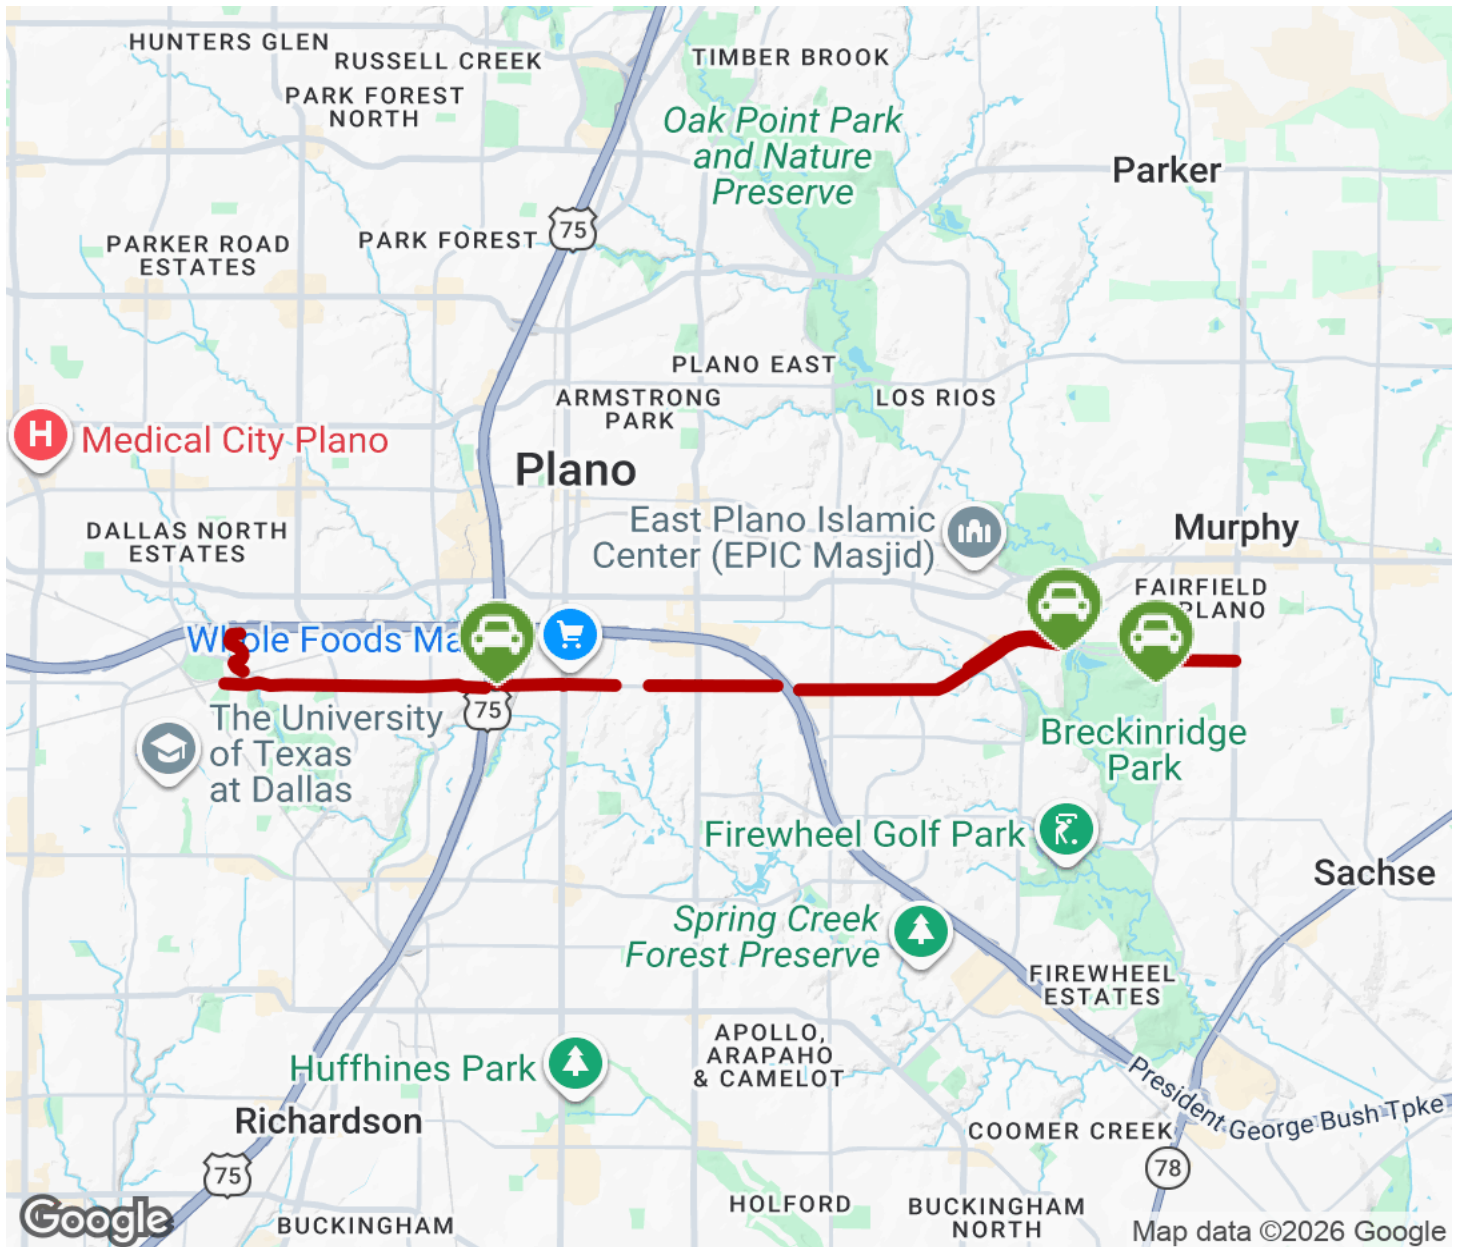 HUNTERS GLEN
RUSSELL CREEK
PARK FOREST
NORTH
TIMBER BROOK
Oak Point Park
and Nature
Preserve
Parker
75
PARK FOREST
PARKER ROAD
ESTATES
PLANO EAST
ARMSTRONG
PARK
LOS RIOS
H
Medical City Plano
Plano
DALLAS NORTH
ESTATES
East Plano Islamic
Center (EPIC Masjid)
Murphy
FAIRFIELD
PLANO
Whole Foods Ma
75
The University
of Texas
at Dallas
Breckinridge
Park
Firewheel Golf Park
Sachse
Spring Creek
Forest Preserve
FIREWHEEL
ESTATES
APOLLO,
ARAPAHO
& CAMELOT
Huffhines Park
Richardson
President George Bush Tpke
COOMER CREEK
75
78
HOLFORD
BUCKINGHAM
NORTH
BUCKINGHAM
Google
Map data ©2026 Google